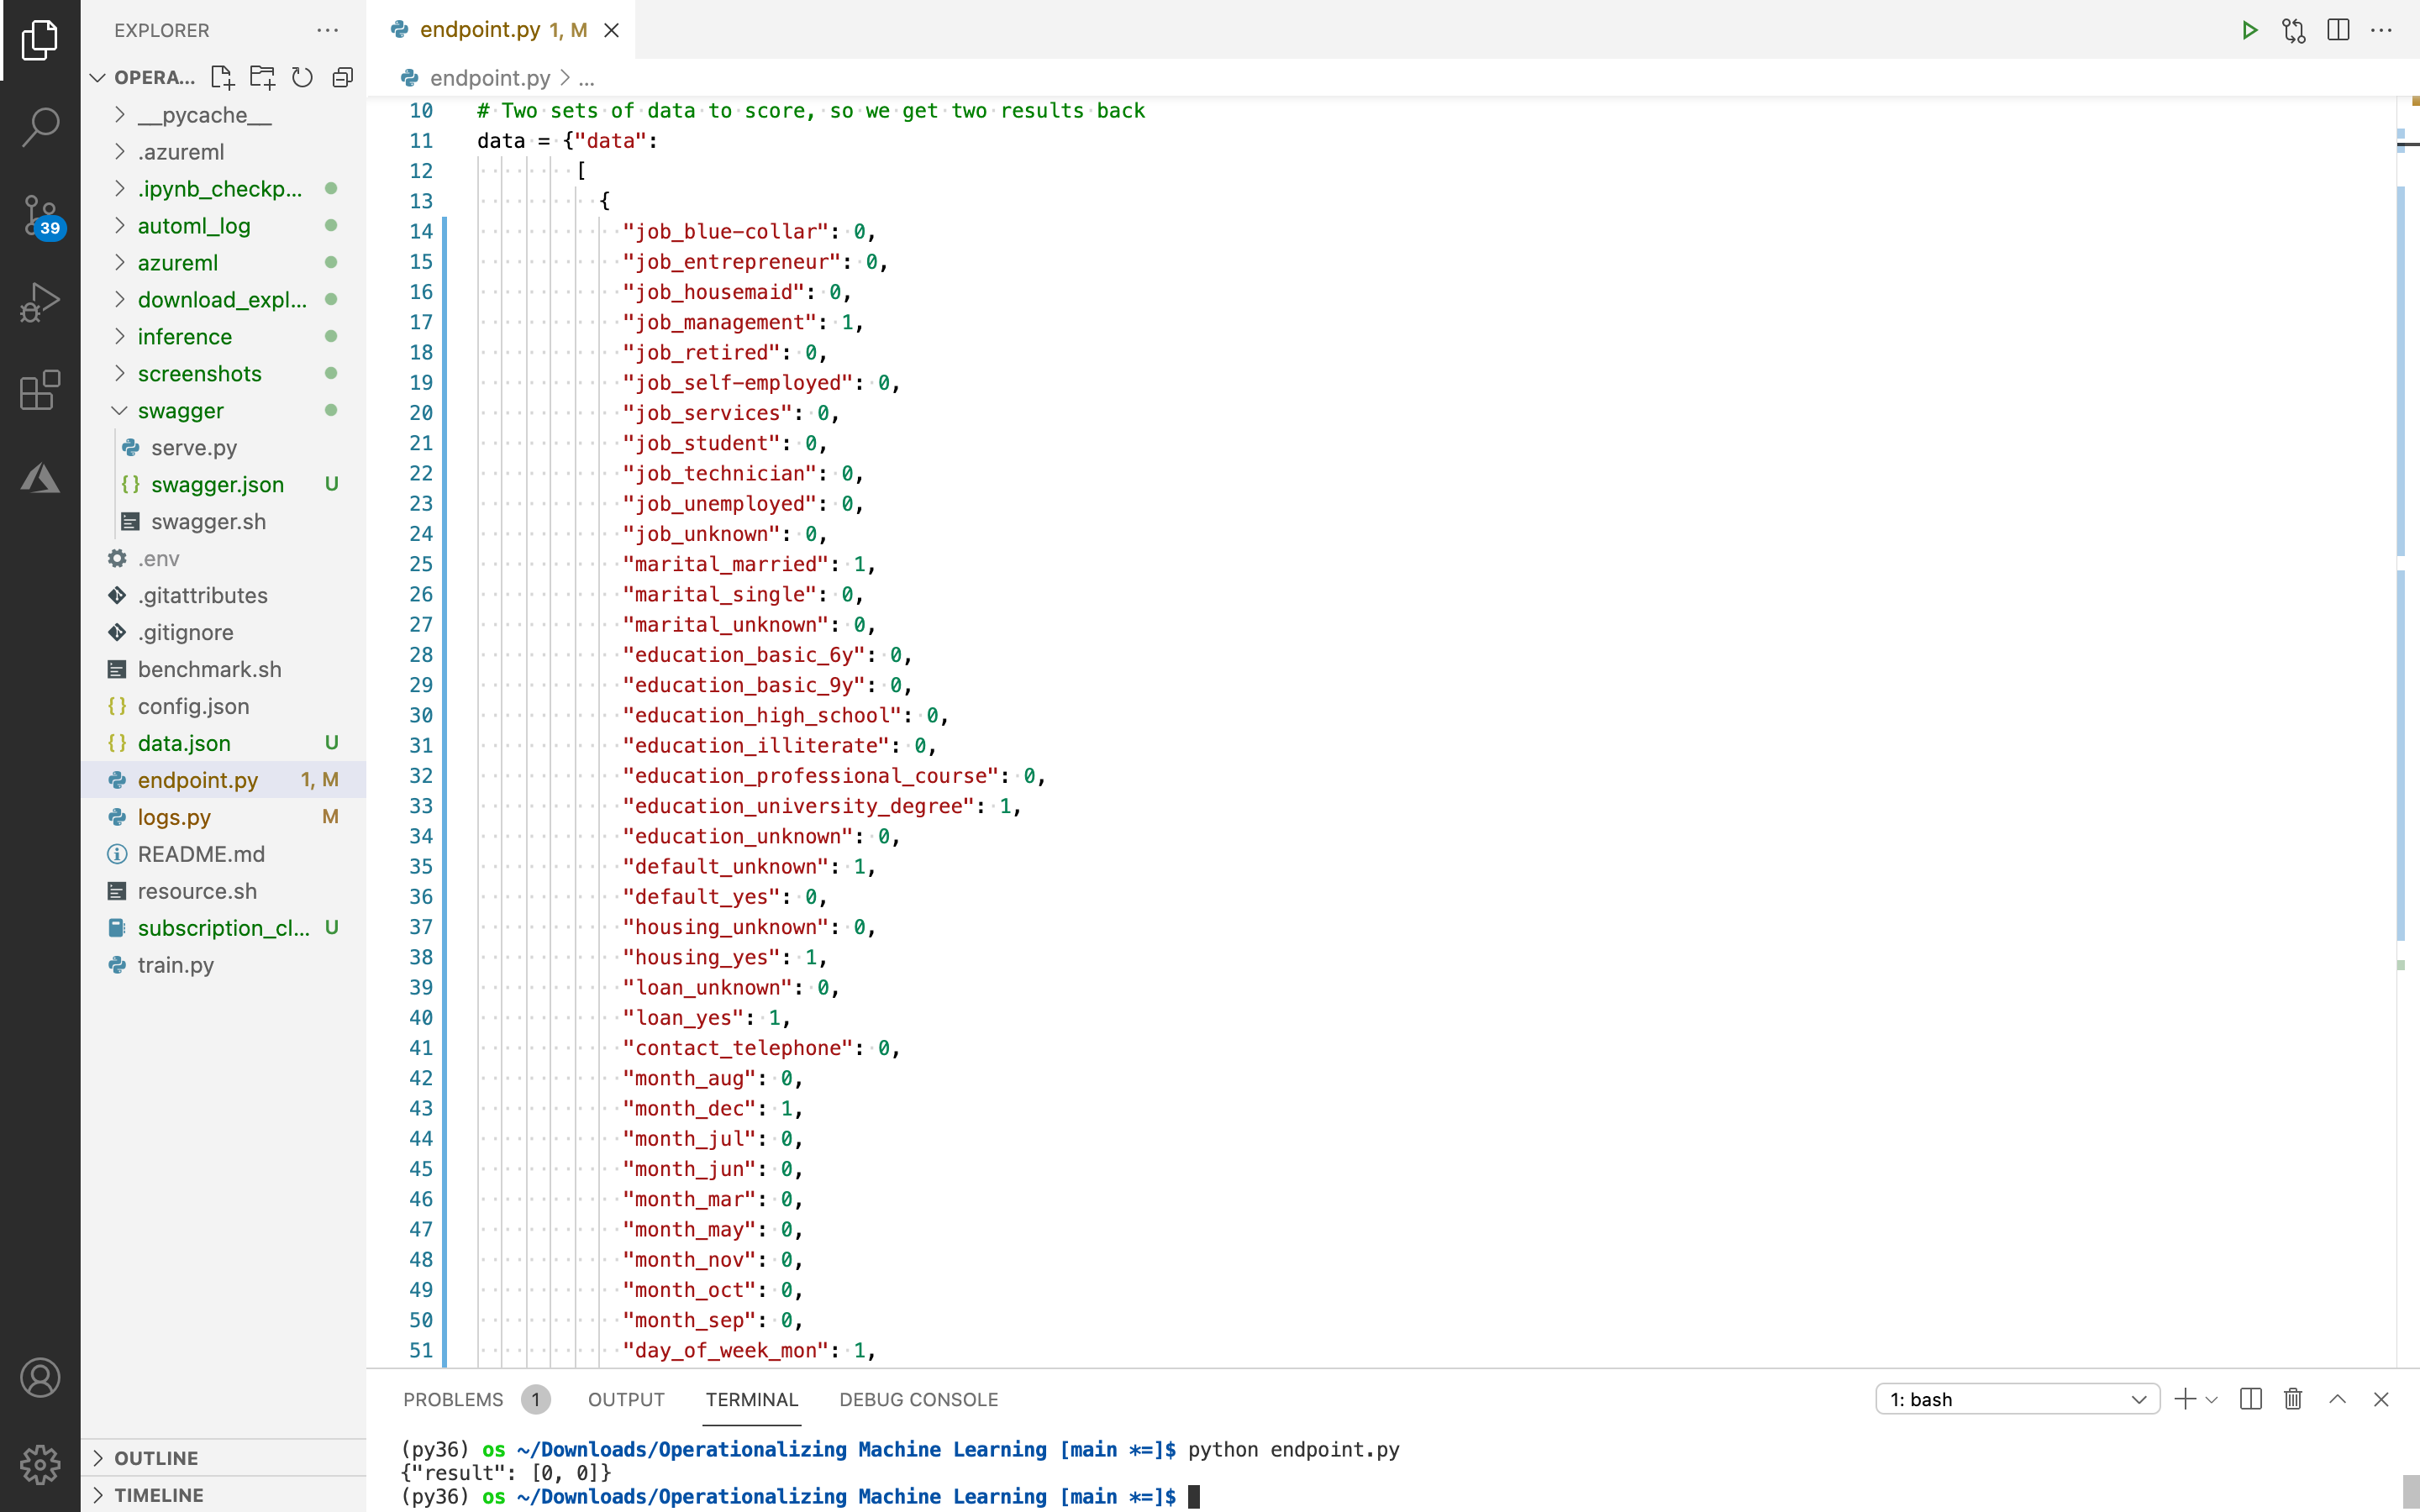 EXPLORER
OPERA...
__pycache__
.azureml
.ipynb_checkp...
automl_log
azureml
download_expl...
inference
screenshots
swagger
serve.py
swagger.json U
swagger.sh
.env
.gitattributes
.gitignore
benchmark.sh
config.json
data.json U
endpoint.py 1, M
logs.py M
README.md
resource.sh
subscription_cl... U
train.py
OUTLINE
TIMELINE
39
endpoint.py 1, M
endpoint.py > ...
10 # Two sets of data to score, so we get two results back
11 data = {"data":
12 [
13 {
14 "job_blue-collar": 0,
15 "job_entrepreneur": 0,
16 "job_housemaid": 0,
17 "job_management": 1,
18 "job_retired": 0,
19 "job_self-employed": 0,
20 "job_services": 0,
21 "job_student": 0,
22 "job_technician": 0,
23 "job_unemployed": 0,
24 "job_unknown": 0,
25 "marital_married": 1,
26 "marital_single": 0,
27 "marital_unknown": 0,
28 "education_basic_6y": 0,
29 "education_basic_9y": 0,
30 "education_high_school": 0,
31 "education_illiterate": 0,
32 "education_professional_course": 0,
33 "education_university_degree": 1,
34 "education_unknown": 0,
35 "default_unknown": 1,
36 "default_yes": 0,
37 "housing_unknown": 0,
38 "housing_yes": 1,
39 "loan_unknown": 0,
40 "loan_yes": 1,
41 "contact_telephone": 0,
42 "month_aug": 0,
43 "month_dec": 1,
44 "month_jul": 0,
45 "month_jun": 0,
46 "month_mar": 0,
47 "month_may": 0,
48 "month_nov": 0,
49 "month_oct": 0,
50 "month_sep": 0,
51 "day_of_week_mon": 1,
PROBLEMS 1 OUTPUT TERMINAL DEBUG CONSOLE 1: bash
(py36) os ~/Downloads/Operationalizing Machine Learning [main *=]$ python endpoint.py
{"result": [0, 0]}
(py36) os ~/Downloads/Operationalizing Machine Learning [main *=]$